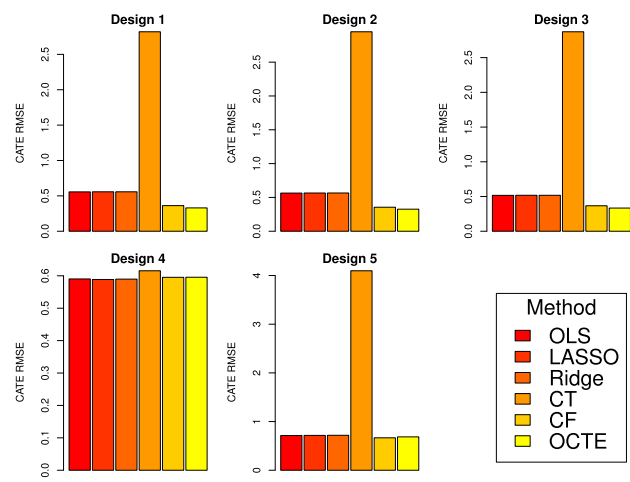 Design 1
CATE RMSE
0.0 0.5 1.0 1.5 2.0 2.5
Design 2
CATE RMSE
0.0 0.5 1.0 1.5 2.0 2.5
Design 3
CATE RMSE
0.0 0.5 1.0 1.5 2.0 2.5
Design 4
CATE RMSE
0.0 0.1 0.2 0.3 0.4 0.5 0.6
Design 5
CATE RMSE
0 1 2 3 4
Method
OLS
LASSO
Ridge
CT
CF
OCTE